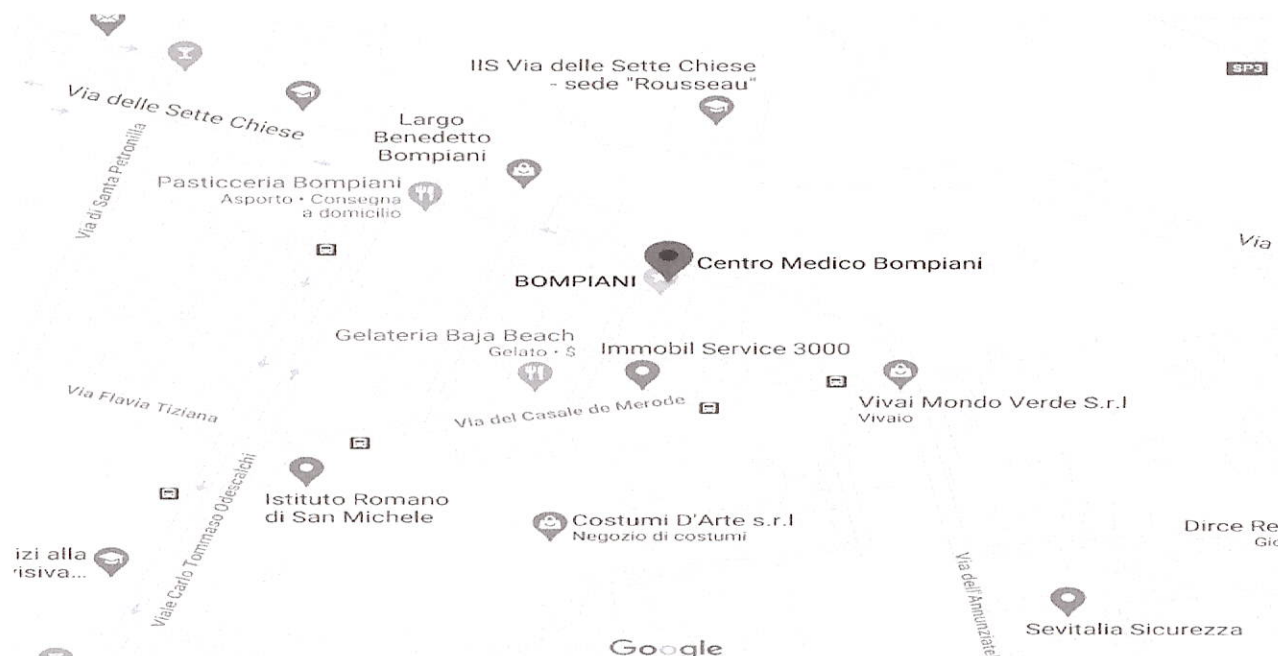 IIS Via delle Sette Chiese
- sede "Rousseau"
SP3
Via delle Sette Chiese
Largo
Benedetto
Bompiani
Via di Santa Petronilla
Pasticceria Bompiani
Asporto • Consegna
a domicilio
Via
Centro Medico Bompiani
BOMPIANI
Gelateria Baja Beach
Gelato • $
Immobil Service 3000
Via Flavia Tiziana
Via del Casale de Merode
Vivai Mondo Verde S.r.l
Vivaio
Viale Carlo Tommaso Odescalchi
Istituto Romano
di San Michele
Costumi D'Arte s.r.l
Negozio di costumi
Dirce Re
Gio
izi alla
risiva...
Via dell'Annunziatel
Sevitalia Sicurezza
Google